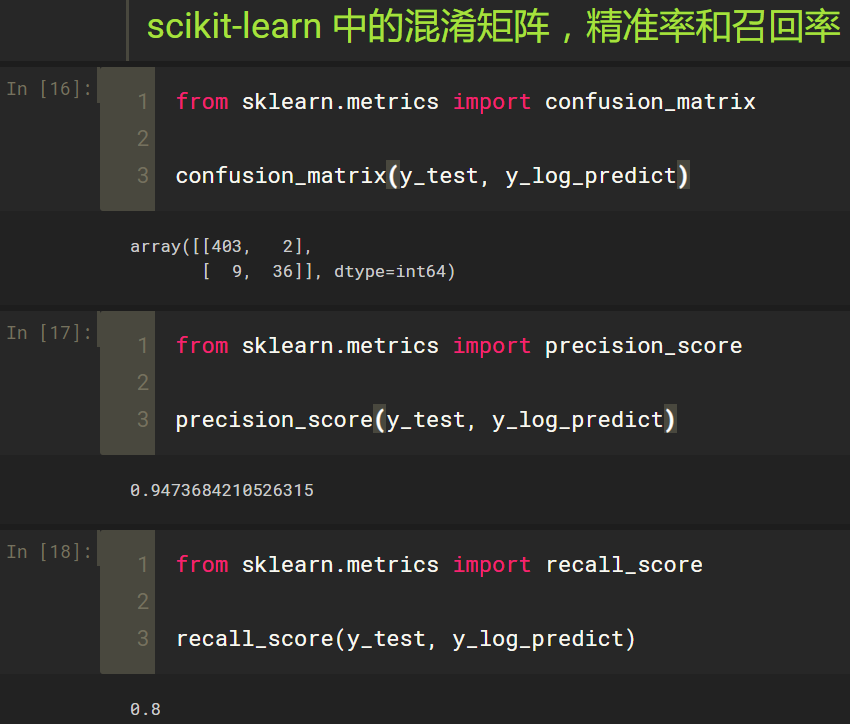 scikit-learn 中的混淆矩阵，精准率和召回率
In [16]:
1 from sklearn.metrics import confusion_matrix
2
3 confusion_matrix(y_test, y_log_predict)
array([[403,   2],
       [  9,  36]], dtype=int64)
In [17]:
1 from sklearn.metrics import precision_score
2
3 precision_score(y_test, y_log_predict)
0.9473684210526315
In [18]:
1 from sklearn.metrics import recall_score
2
3 recall_score(y_test, y_log_predict)
0.8